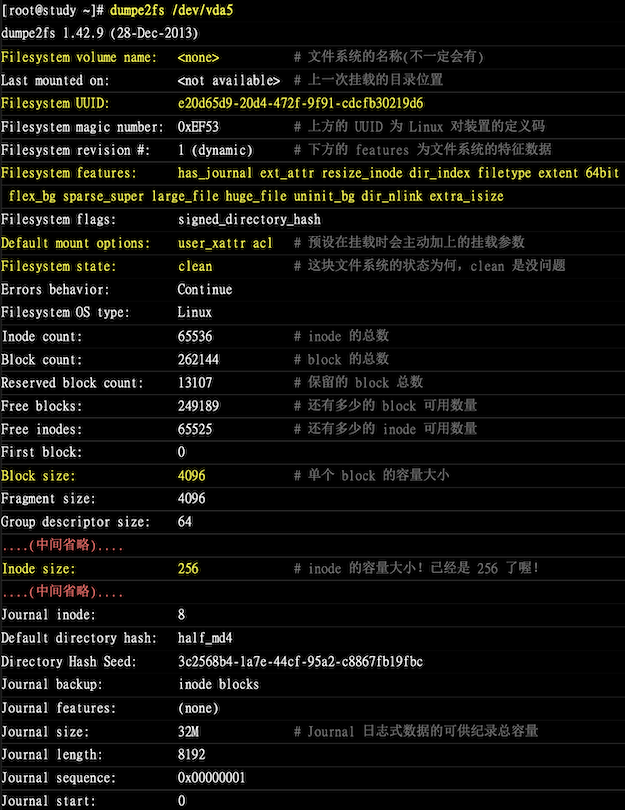 [root@study ~]# dumpe2fs /dev/vda5
dumpe2fs 1.42.9 (28-Dec-2013)
Filesystem volume name: <none> # 文件系统的名称(不一定会有)
Last mounted on: <not available> # 上一次挂载的目录位置
Filesystem UUID: e20d65d9-20d4-472f-9f91-cdcfb30219d6
Filesystem magic number: 0xEF53 # 上方的 UUID 为 Linux 对装置的定义码
Filesystem revision #: 1 (dynamic) # 下方的 features 为文件系统的特征数据
Filesystem features: has_journal ext_attr resize_inode dir_index filetype extent 64bit
flex_bg sparse_super large_file huge_file uninit_bg dir_nlink extra_isize
Filesystem flags: signed_directory_hash
Default mount options: user_xattr acl # 预设在挂载时会主动加上的挂载参数
Filesystem state: clean # 这块文件系统的状态为何，clean 是没问题
Errors behavior: Continue
Filesystem OS type: Linux
Inode count: 65536 # inode 的总数
Block count: 262144 # block 的总数
Reserved block count: 13107 # 保留的 block 总数
Free blocks: 249189 # 还有多少的 block 可用数量
Free inodes: 65525 # 还有多少的 inode 可用数量
First block: 0
Block size: 4096 # 单个 block 的容量大小
Fragment size: 4096
Group descriptor size: 64
....(中间省略)....
Inode size: 256 # inode 的容量大小！已经是 256 了喔！
....(中间省略)....
Journal inode: 8
Default directory hash: half_md4
Directory Hash Seed: 3c2568b4-1a7e-44cf-95a2-c8867fb19fbc
Journal backup: inode blocks
Journal features: (none)
Journal size: 32M # Journal 日志式数据的可供纪录总容量
Journal length: 8192
Journal sequence: 0x00000001
Journal start: 0